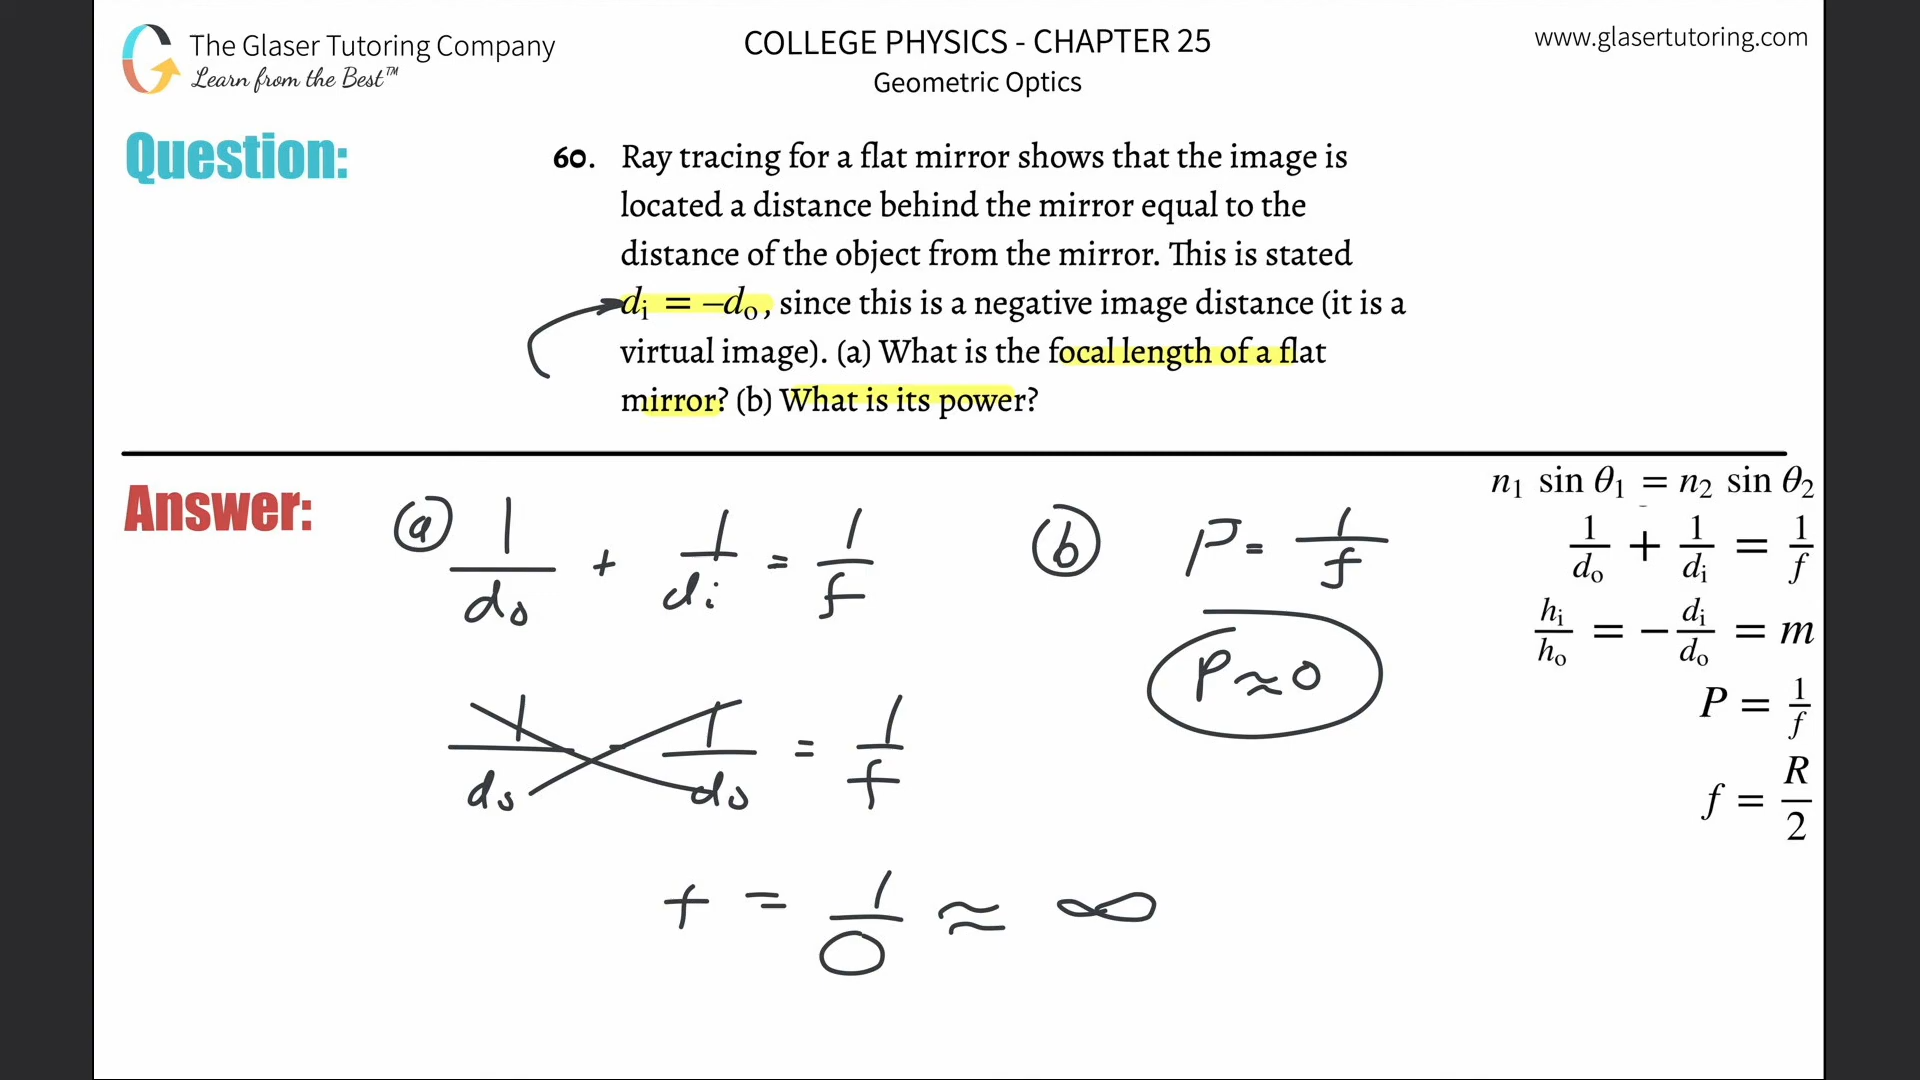 The Glaser Tutoring Company
Learn from the Best™
COLLEGE PHYSICS - CHAPTER 25
Geometric Optics
www.glasertutoring.com
Question:
60. Ray tracing for a flat mirror shows that the image is
located a distance behind the mirror equal to the
distance of the object from the mirror. This is stated
dᵢ = –dₒ, since this is a negative image distance (it is a
virtual image). (a) What is the focal length of a flat
mirror? (b) What is its power?
Answer:
(a) 1/do + 1/di = 1/f
1/do - 1/do = 1/f
f = 1/0 ≈ ∞
(b) P = 1/f
P ≈ 0
n₁ sin θ₁ = n₂ sin θ₂
1/dₒ + 1/dᵢ = 1/f
hᵢ/hₒ = −dᵢ/dₒ = m
P = 1/f
f = R/2